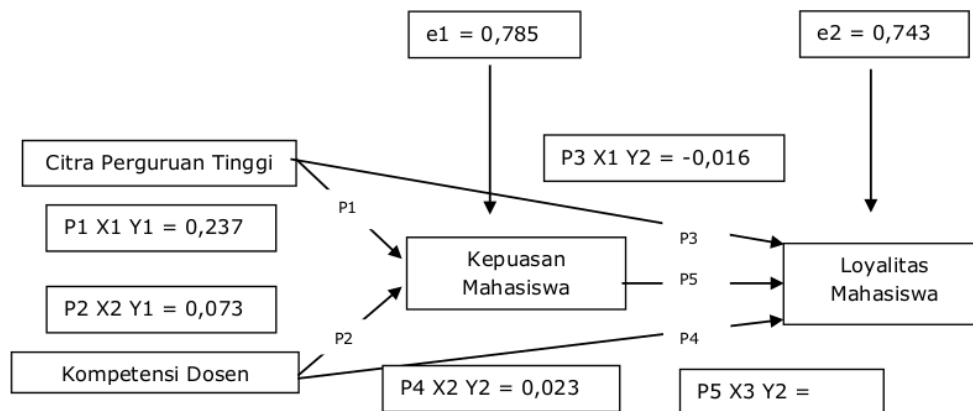 e1 = 0,785
e2 = 0,743
Citra Perguruan Tinggi
P3 X1 Y2 = -0,016
P1
P1 X1 Y1 = 0,237
P3
Kepuasan
Mahasiswa
Loyalitas
Mahasiswa
P5
P2 X2 Y1 = 0,073
P2
P4
Kompetensi Dosen
P4 X2 Y2 = 0,023
P5 X3 Y2 =